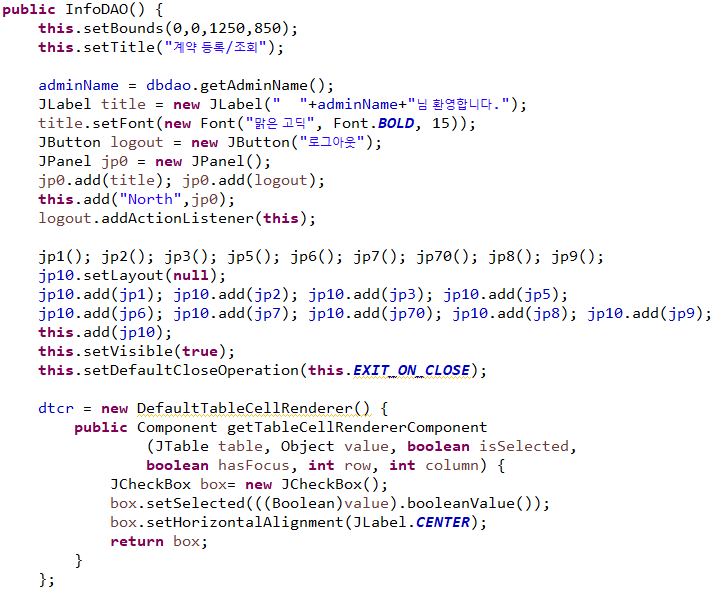 public InfoDAO() {
    this.setBounds(0,0,1250,850);
    this.setTitle("계약 등록/조회");

    adminName = dbdao.getAdminName();
    JLabel title = new JLabel("  "+adminName+"님 환영합니다.");
    title.setFont(new Font("맑은 고딕", Font.BOLD, 15));
    JButton logout = new JButton("로그아웃");
    JPanel jp0 = new JPanel();
    jp0.add(title); jp0.add(logout);
    this.add("North",jp0);
    logout.addActionListener(this);

    jp1(); jp2(); jp3(); jp5(); jp6(); jp7(); jp70(); jp8(); jp9();
    jp10.setLayout(null);
    jp10.add(jp1); jp10.add(jp2); jp10.add(jp3); jp10.add(jp5);
    jp10.add(jp6); jp10.add(jp7); jp10.add(jp70); jp10.add(jp8); jp10.add(jp9);
    this.add(jp10);
    this.setVisible(true);
    this.setDefaultCloseOperation(this.EXIT_ON_CLOSE);

    dtcr = new DefaultTableCellRenderer() {
        public Component getTableCellRendererComponent
                (JTable table, Object value, boolean isSelected,
                boolean hasFocus, int row, int column) {
            JCheckBox box= new JCheckBox();
            box.setSelected(((Boolean)value).booleanValue());
            box.setHorizontalAlignment(JLabel.CENTER);
            return box;
        }
    };